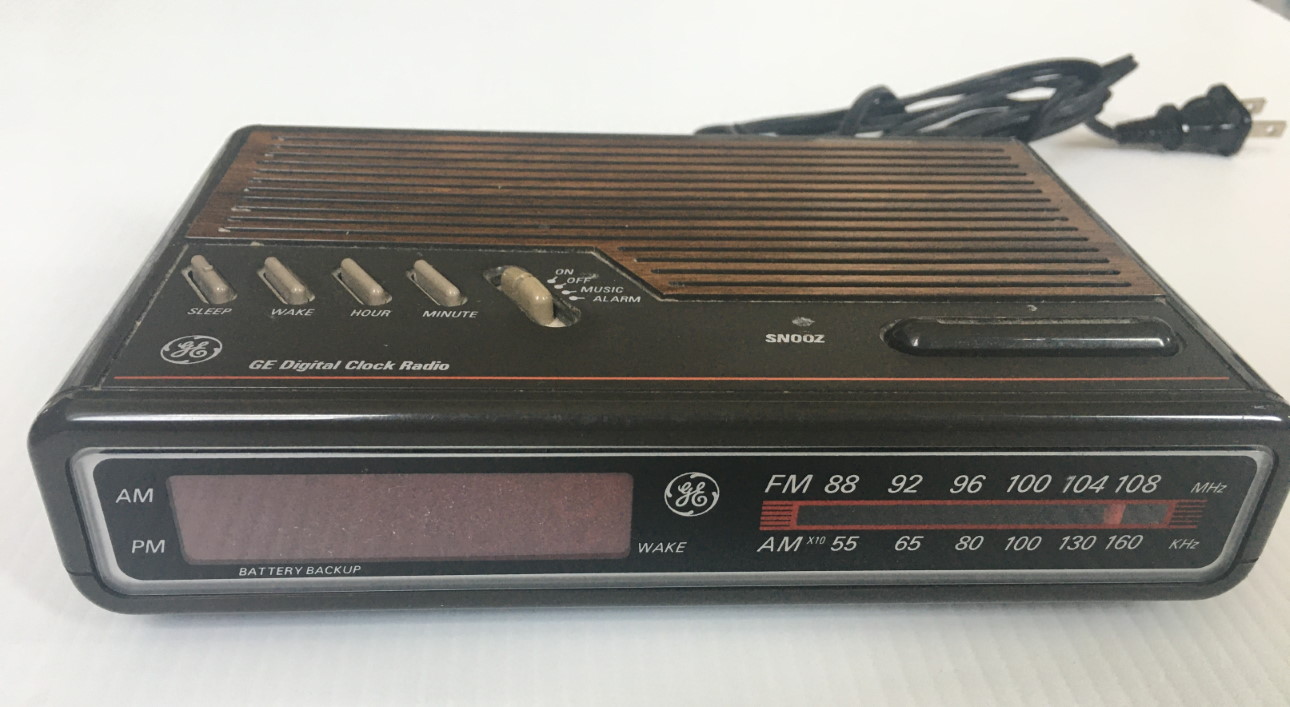 ON
OFF
MUSIC
ALARM
SLEEP WAKE HOUR MINUTE
SNOOZ
GE GE Digital Clock Radio
AM
PM
BATTERY BACKUP
WAKE
GE
FM 88 92 96 100 104 108 MHz
AM X10 55 65 80 100 130 160 KHz